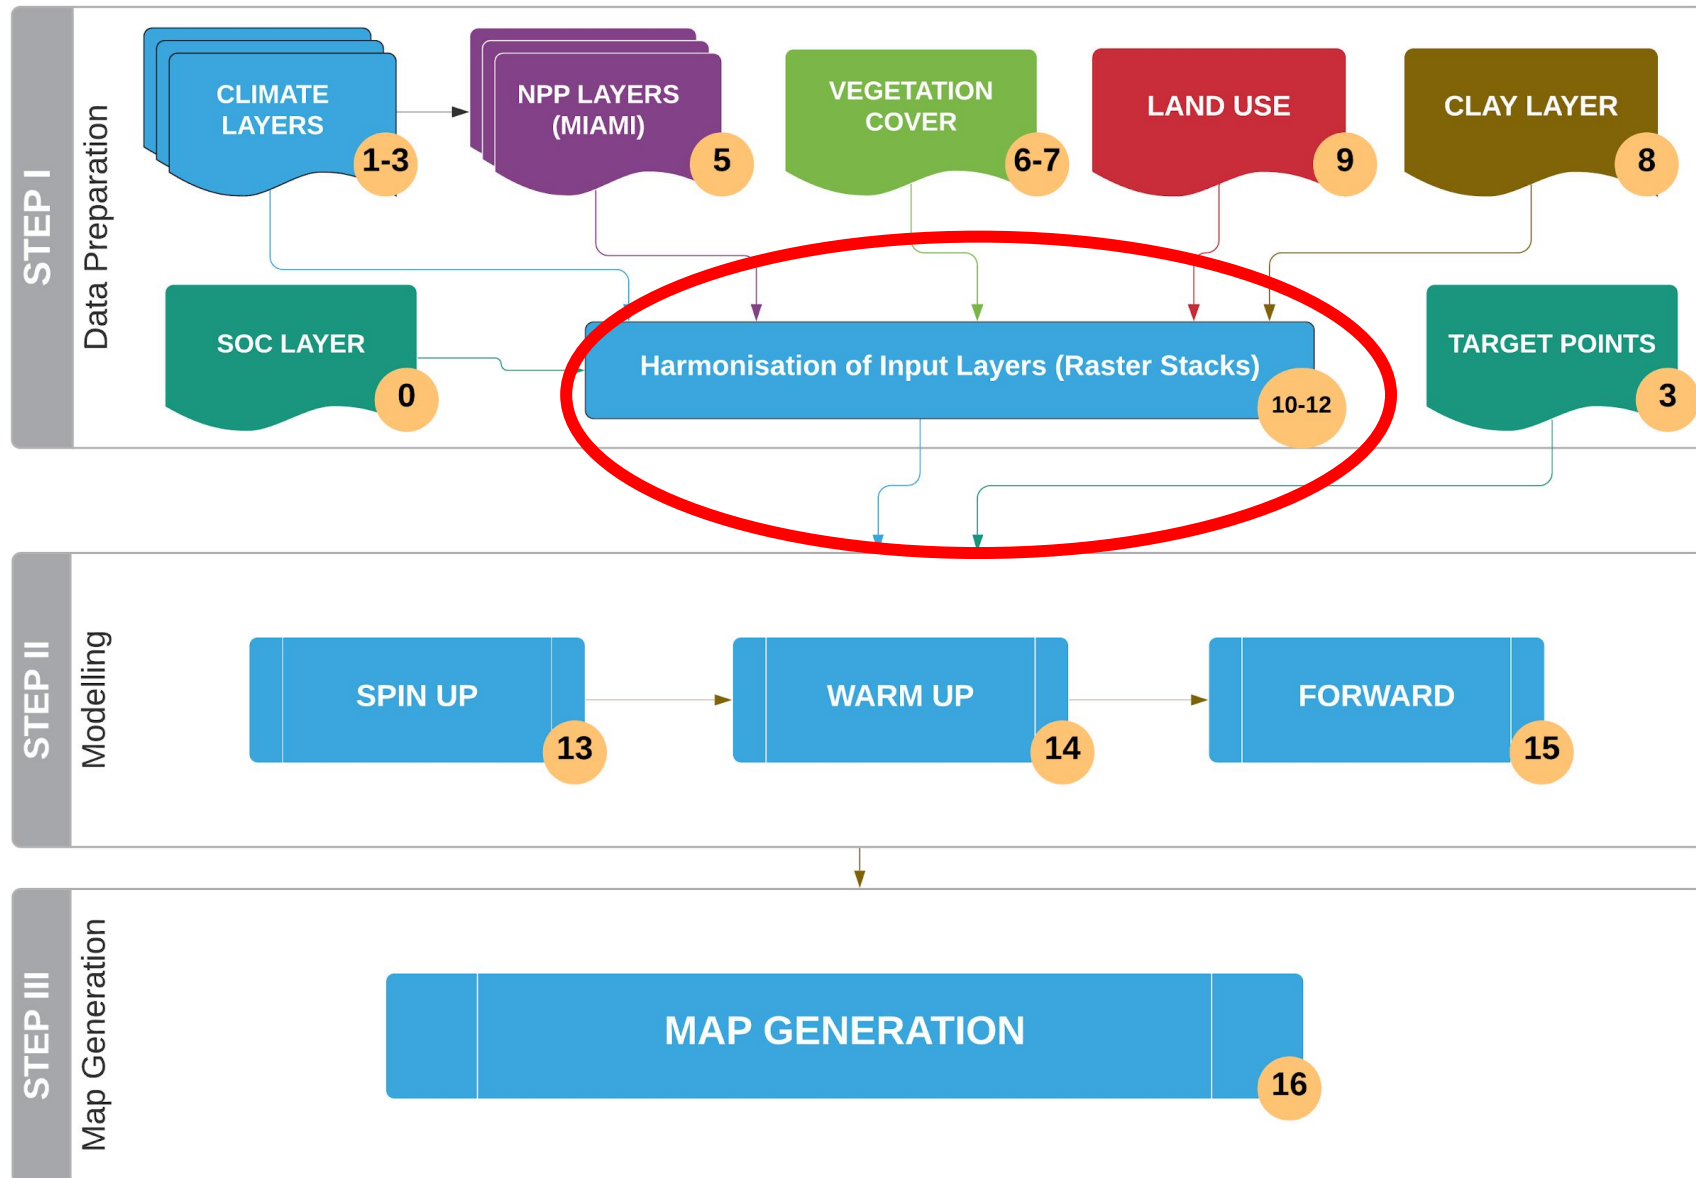 STEP I
Data Preparation
CLIMATE
LAYERS
1-3
NPP LAYERS
(MIAMI)
5
VEGETATION
COVER
6-7
LAND USE
9
CLAY LAYER
8
SOC LAYER
0
Harmonisation of Input Layers (Raster Stacks)
10-12
TARGET POINTS
3
STEP II
Modelling
SPIN UP
13
WARM UP
14
FORWARD
15
STEP III
Map Generation
MAP GENERATION
16